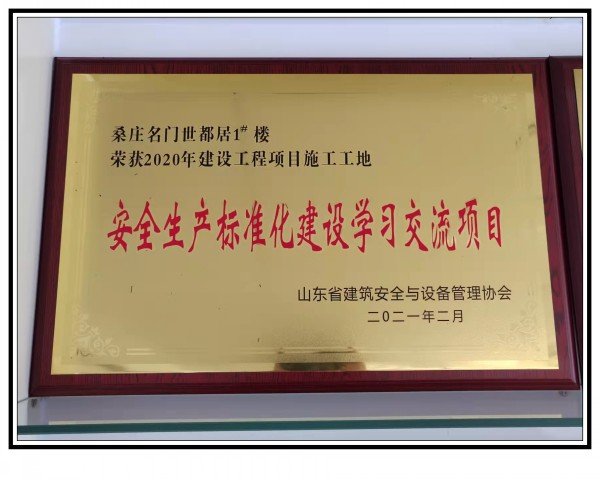 桑庄名门世都居1#楼
荣获2020年建设工程项目施工工地
安全生产标准化建设学习交流项目
山东省建筑安全与设备管理协会
二〇二一年二月